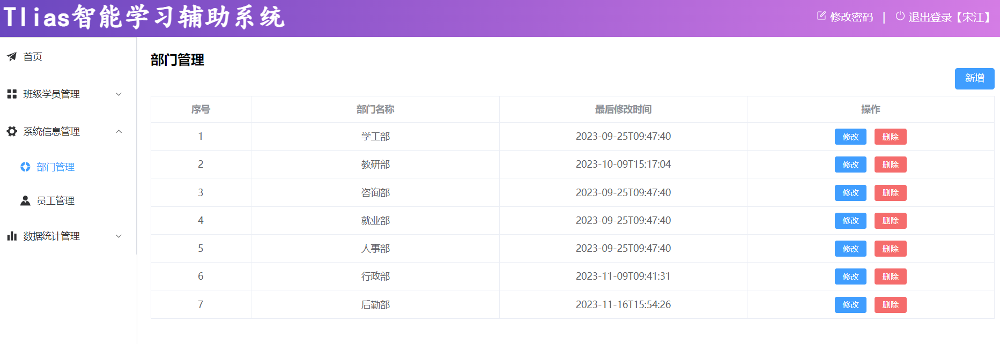 Tlias智能学习辅助系统
修改密码 | 退出登录【宋江】
首页
班级学员管理
系统信息管理
部门管理
员工管理
数据统计管理
部门管理
新增
序号 部门名称 最后修改时间 操作
1 学工部 2023-09-25T09:47:40 修改 删除
2 教研部 2023-10-09T15:17:04 修改 删除
3 咨询部 2023-09-25T09:47:40 修改 删除
4 就业部 2023-09-25T09:47:40 修改 删除
5 人事部 2023-09-25T09:47:40 修改 删除
6 行政部 2023-11-09T09:41:31 修改 删除
7 后勤部 2023-11-16T15:54:26 修改 删除